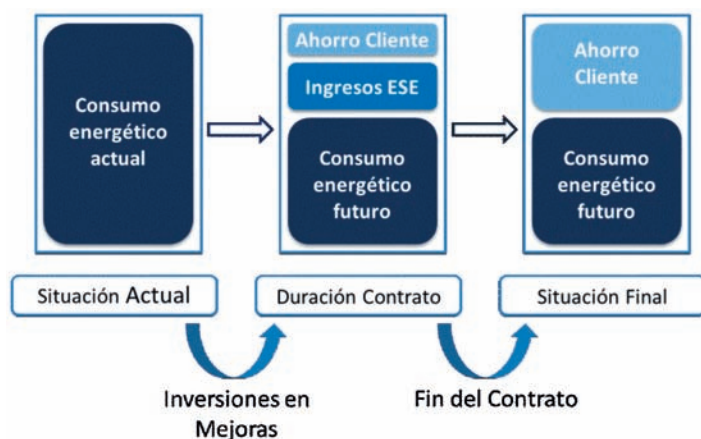 Consumo
energético
actual
Ahorro Cliente
Ingresos ESE
Consumo
energético
futuro
Ahorro
Cliente
Consumo
energético
futuro
Situación Actual
Duración Contrato
Situación Final
Inversiones en
Mejoras
Fin del Contrato